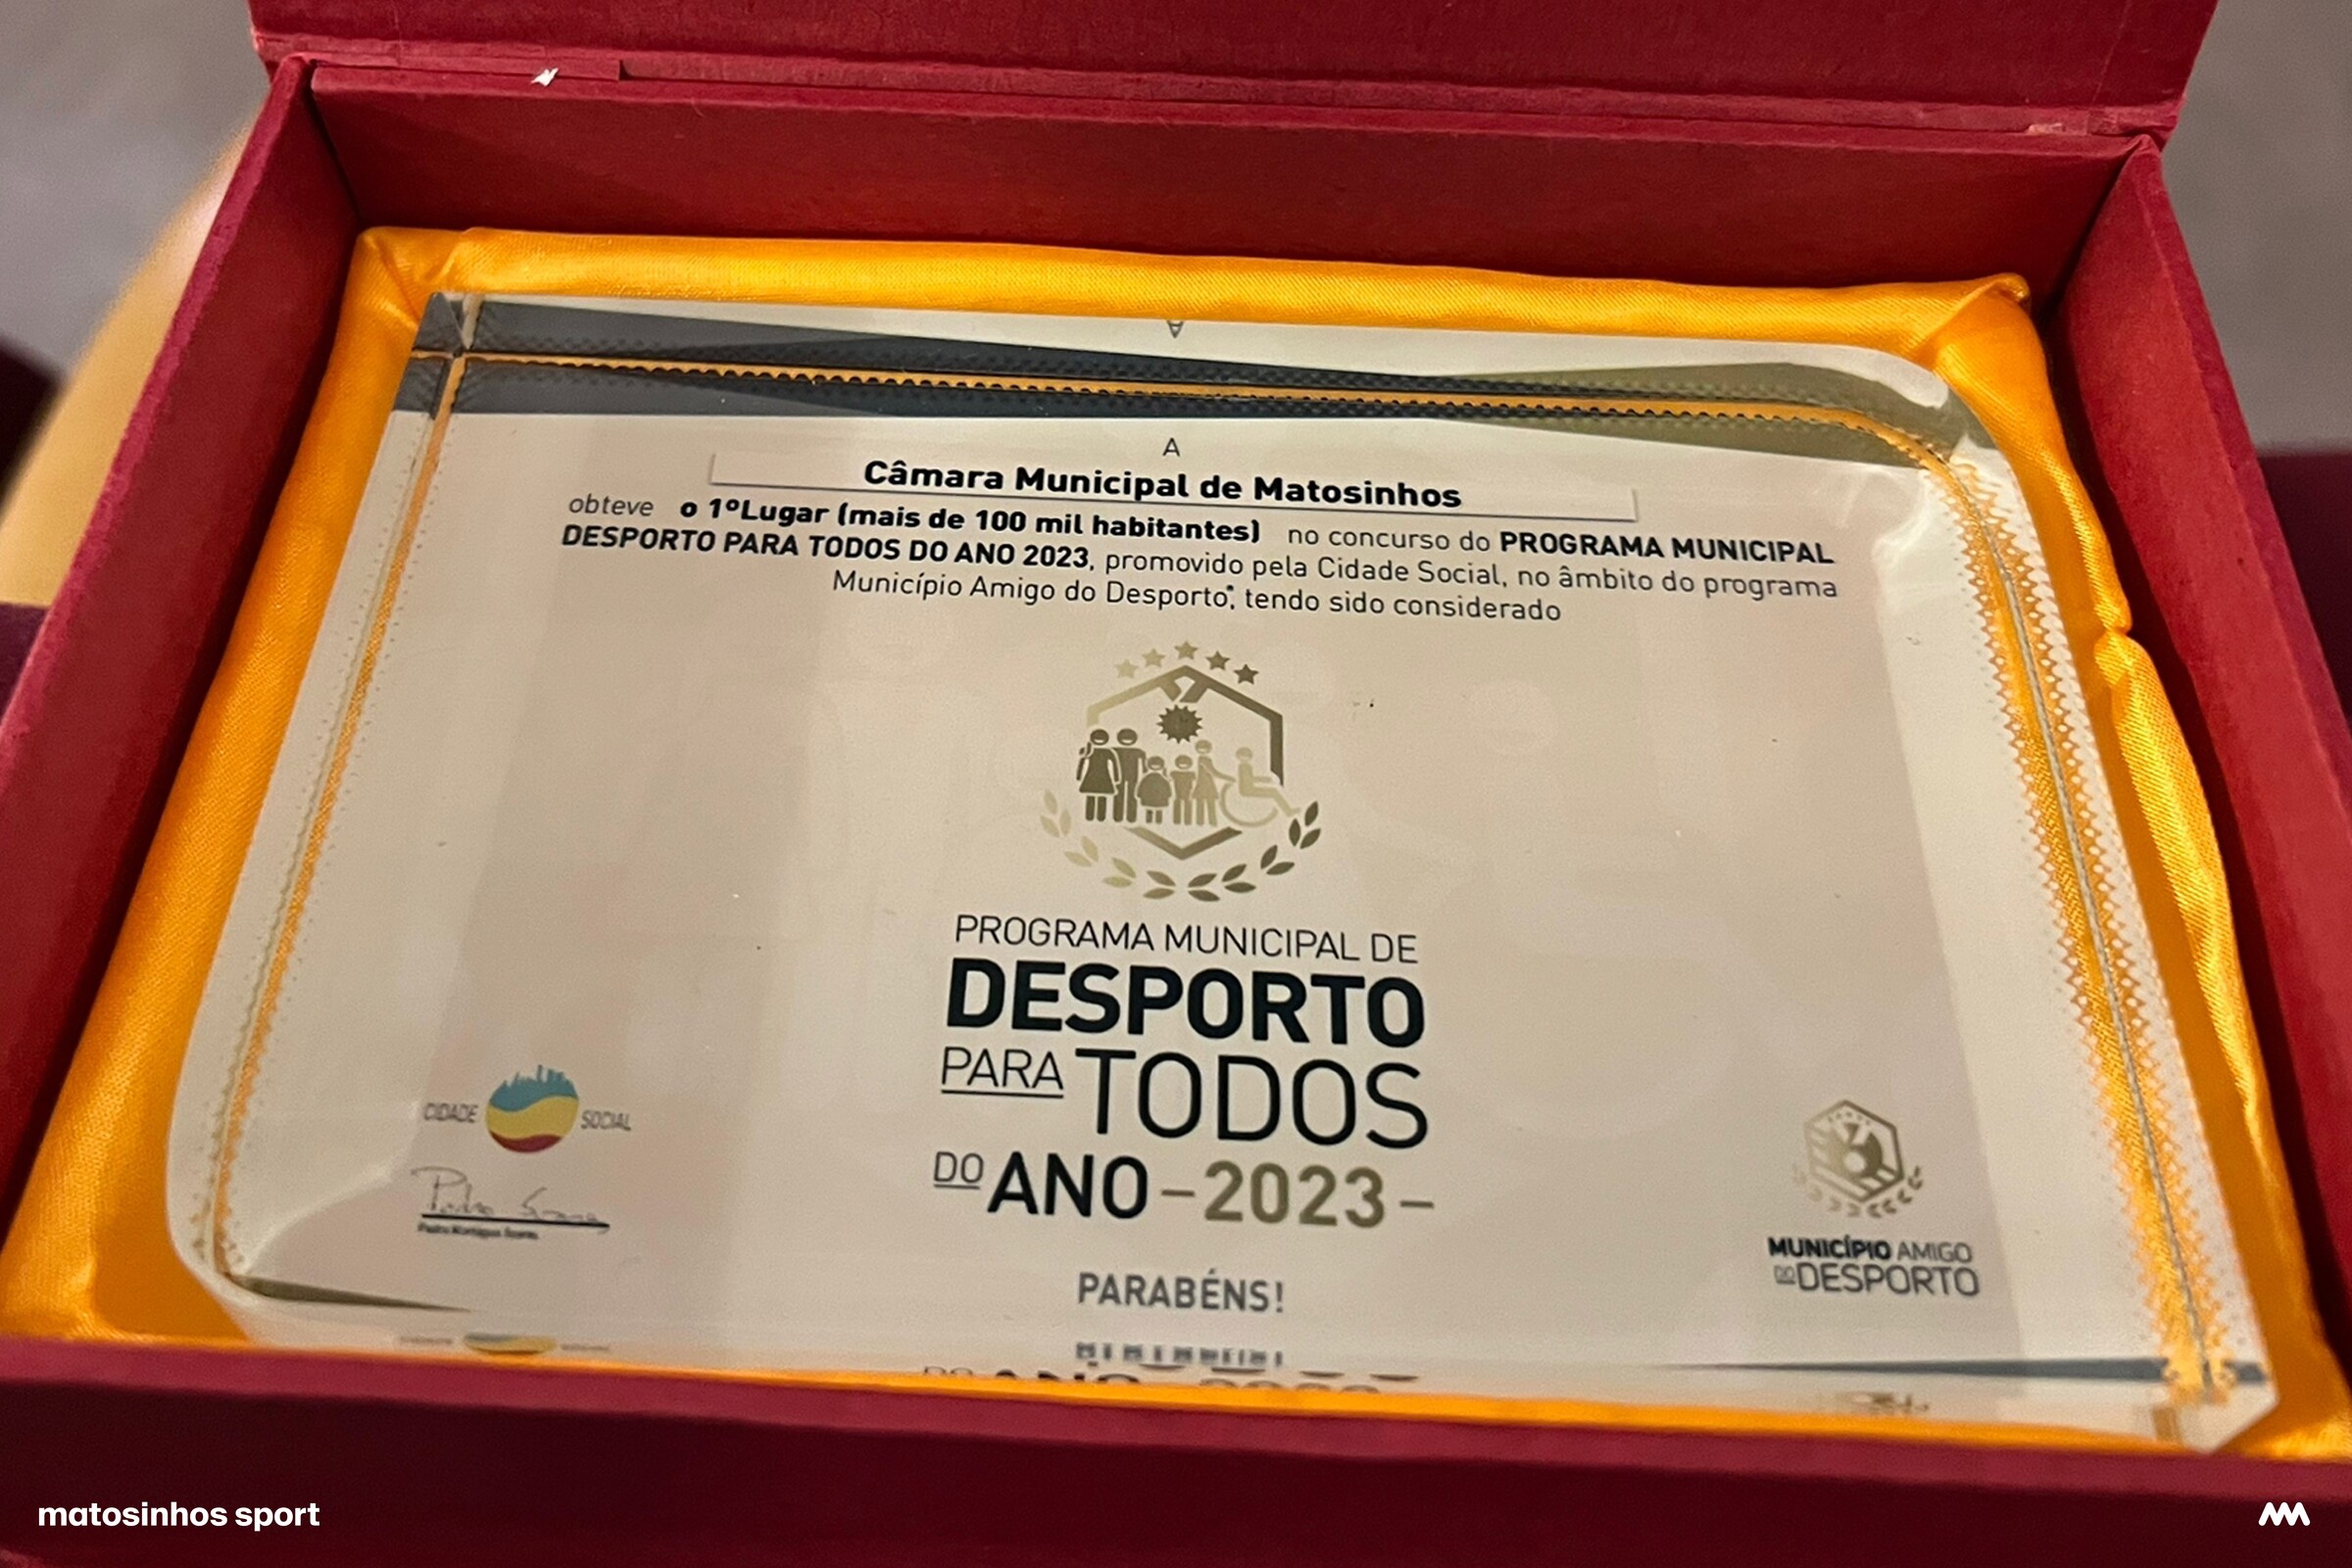 A
Câmara Municipal de Matosinhos
obteve o 1ºLugar (mais de 100 mil habitantes) no concurso do PROGRAMA MUNICIPAL
DESPORTO PARA TODOS DO ANO 2023, promovido pela Cidade Social, no âmbito do programa
Município Amigo do Desporto®, tendo sido considerado
PROGRAMA MUNICIPAL DE
DESPORTO
PARA TODOS
DO ANO – 2023 –
PARABÉNS!
CIDADE SOCIAL
Pedro
MUNICÍPIO AMIGO
DO DESPORTO
matosinhos sport